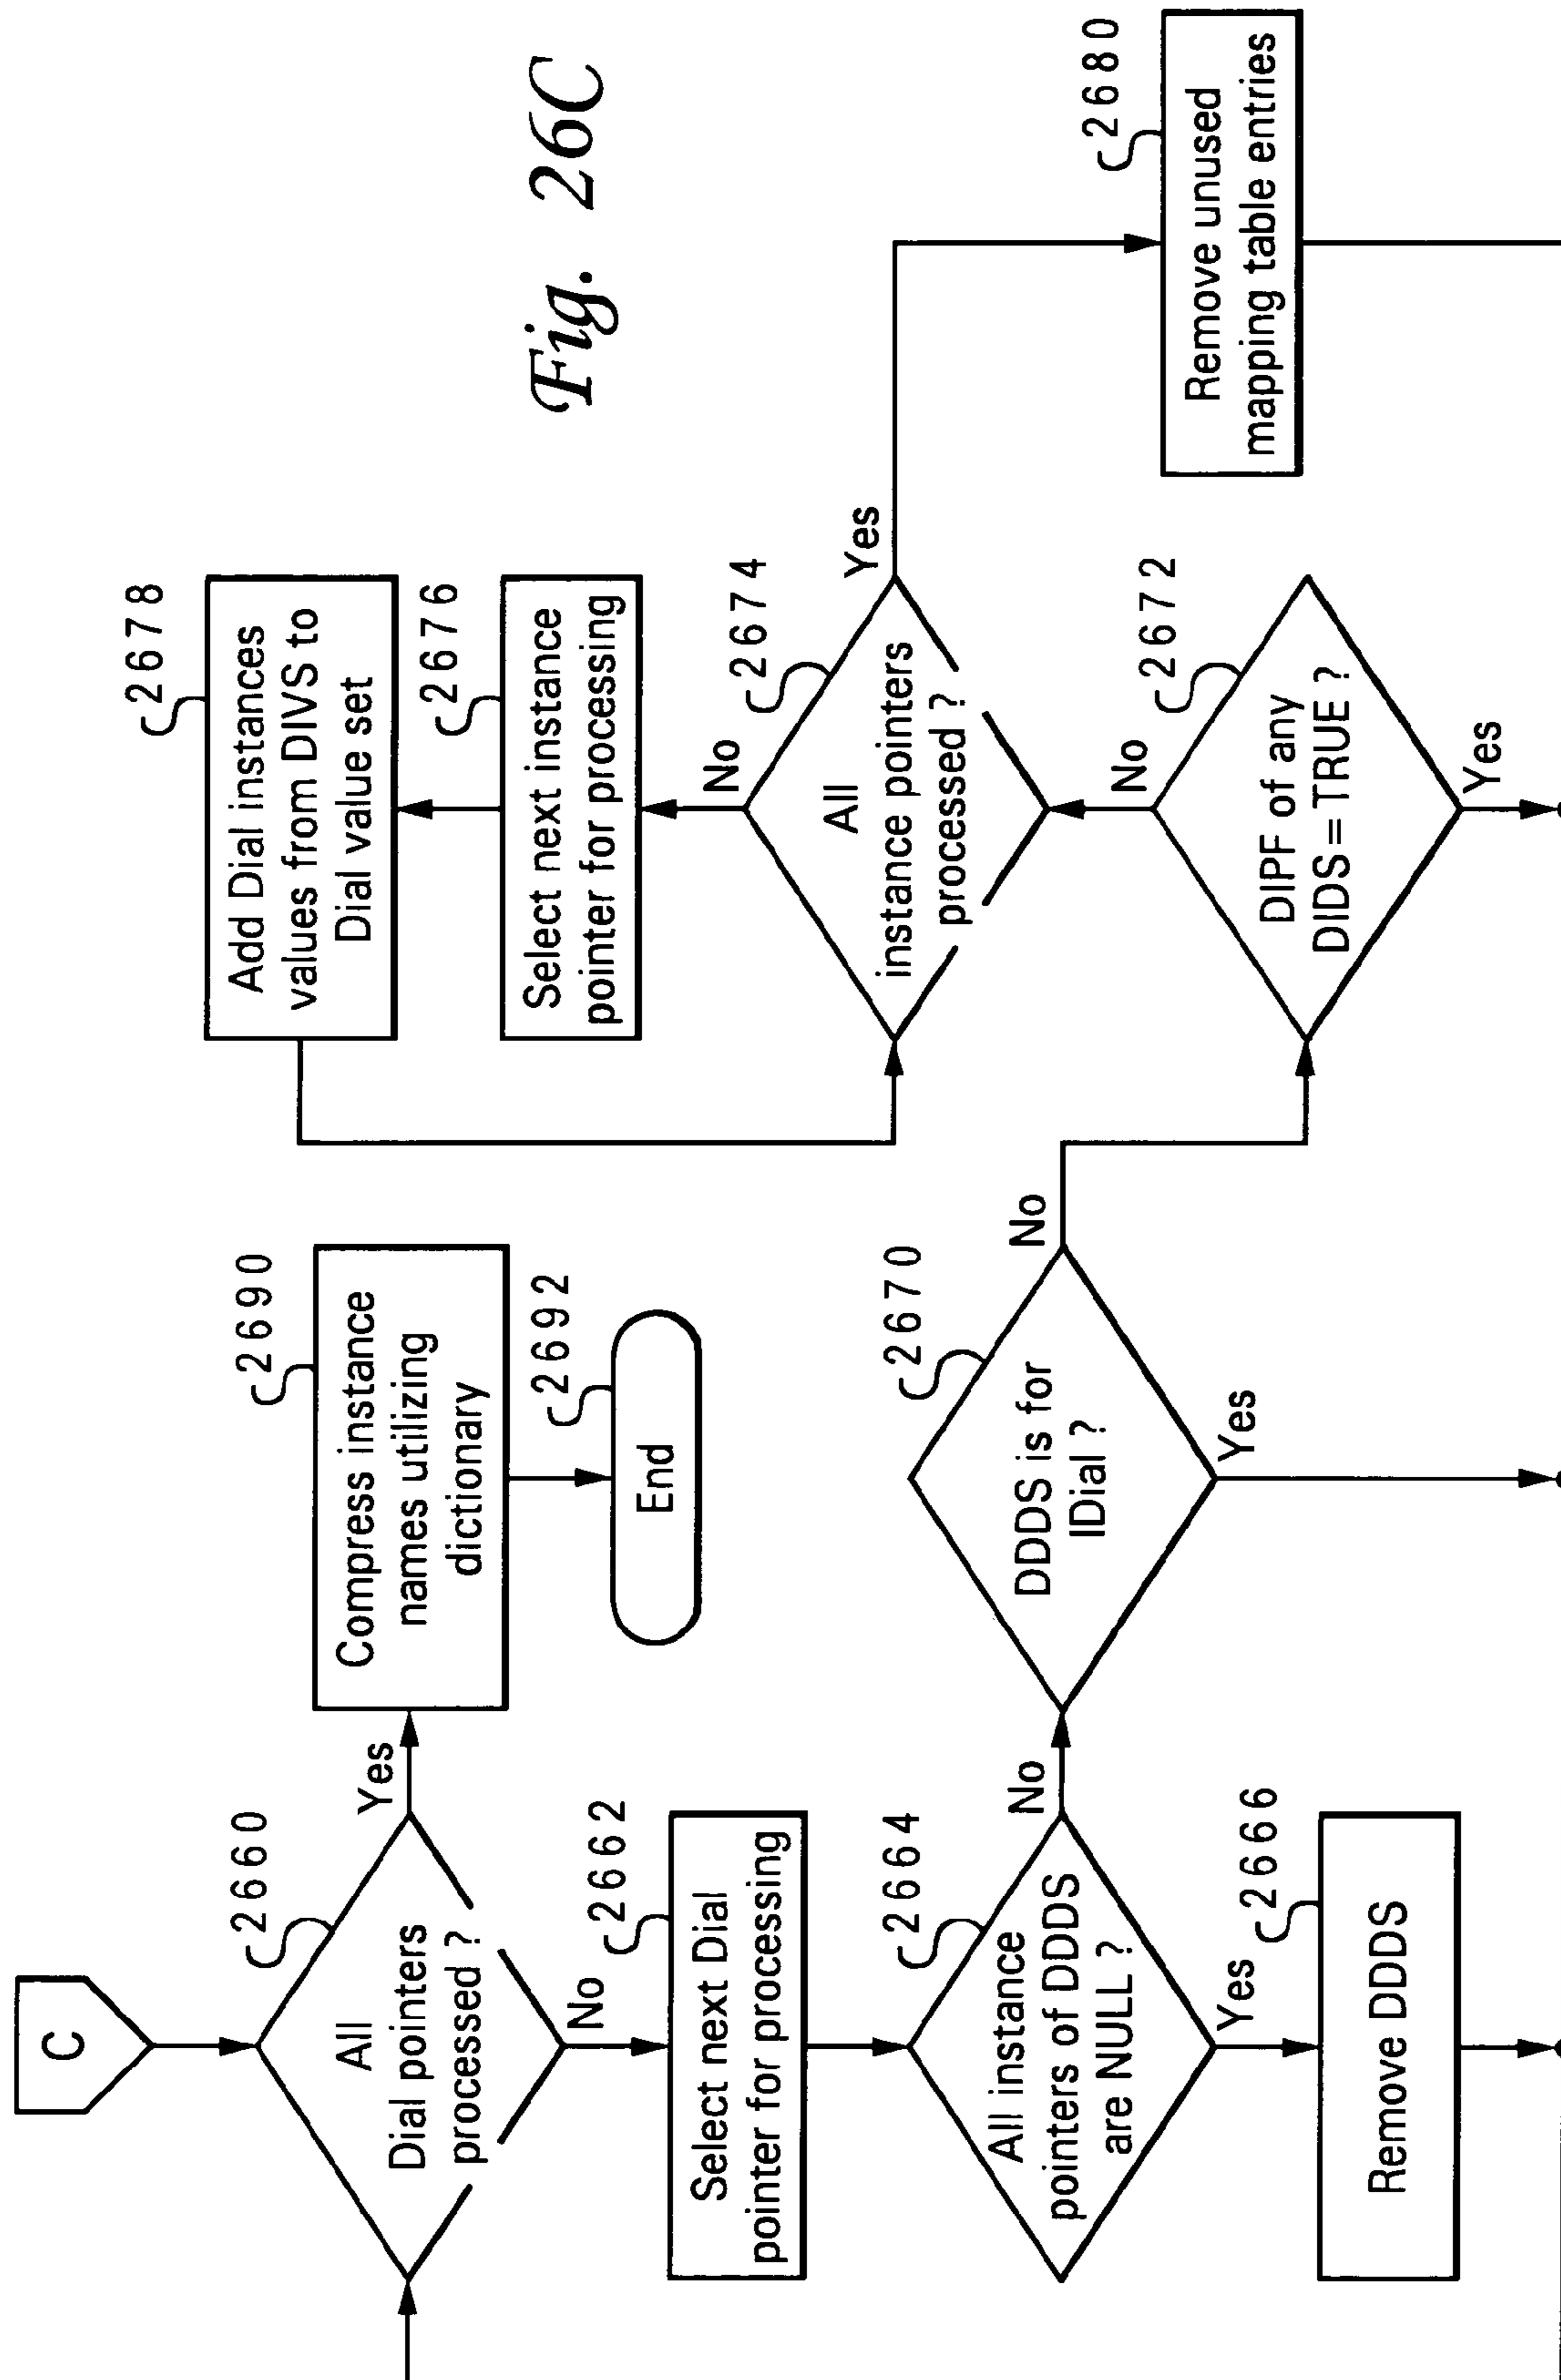 C
2660
All
Dial pointers
processed ?
Yes
No
2690
Compress instance
names utilizing
dictionary
2692
End
2662
Select next Dial
pointer for processing
2664
All instance
pointers of DDDS
are NULL ?
No
Yes
2666
Remove DDDS
2670
DDDS is for
IDial ?
No
Yes
2678
Add Dial instances
values from DIVS to
Dial value set
2676
Select next instance
pointer for processing
No
2674
All
instance pointers
processed ?
Yes
No
2672
DIPF of any
DIDS = TRUE ?
Yes
2680
Remove unused
mapping table entries
Fig. 26C